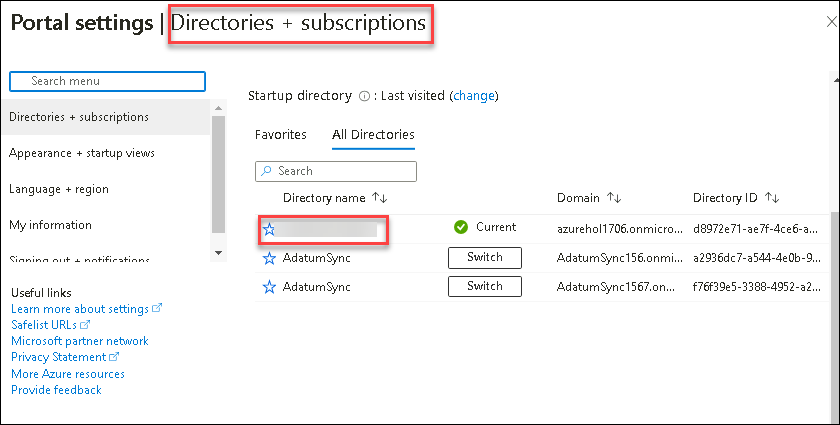 Portal settings | Directories + subscriptions
Search menu
Directories + subscriptions
Appearance + startup views
Language + region
My information
Signing out + notifications
Useful links
Learn more about settings
Safelist URLs
Microsoft partner network
Privacy Statement
More Azure resources
Provide feedback
Startup directory : Last visited (change)
Favorites All Directories
Search
Directory name Domain Directory ID
Current azurehol1706.onmicro... d8972e71-ae7f-4ce6-a...
AdatumSync Switch AdatumSync156.onmi... a2936dc7-a544-4e0b-9...
AdatumSync Switch AdatumSync1567.on... f76f39e5-3388-4952-a2...